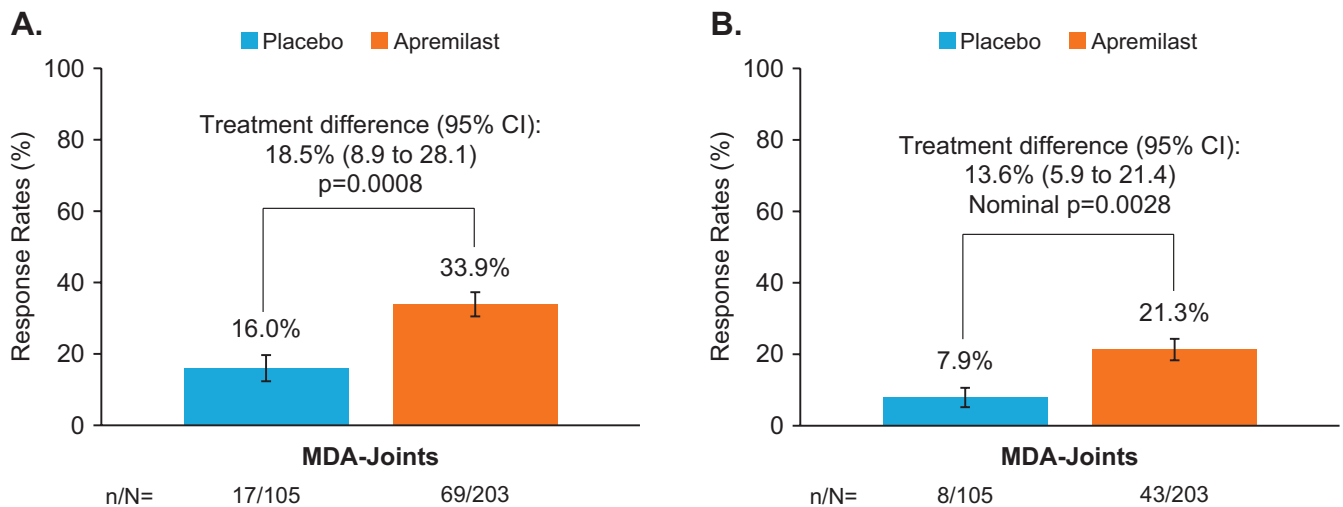 A.
Placebo Apremilast
Response Rates (%)
100
80
60
40
20
0
Treatment difference (95% CI):
18.5% (8.9 to 28.1)
p=0.0008
16.0%
33.9%
MDA-Joints
n/N= 17/105 69/203
B.
Placebo Apremilast
Response Rates (%)
100
80
60
40
20
0
Treatment difference (95% CI):
13.6% (5.9 to 21.4)
Nominal p=0.0028
7.9%
21.3%
MDA-Joints
n/N= 8/105 43/203